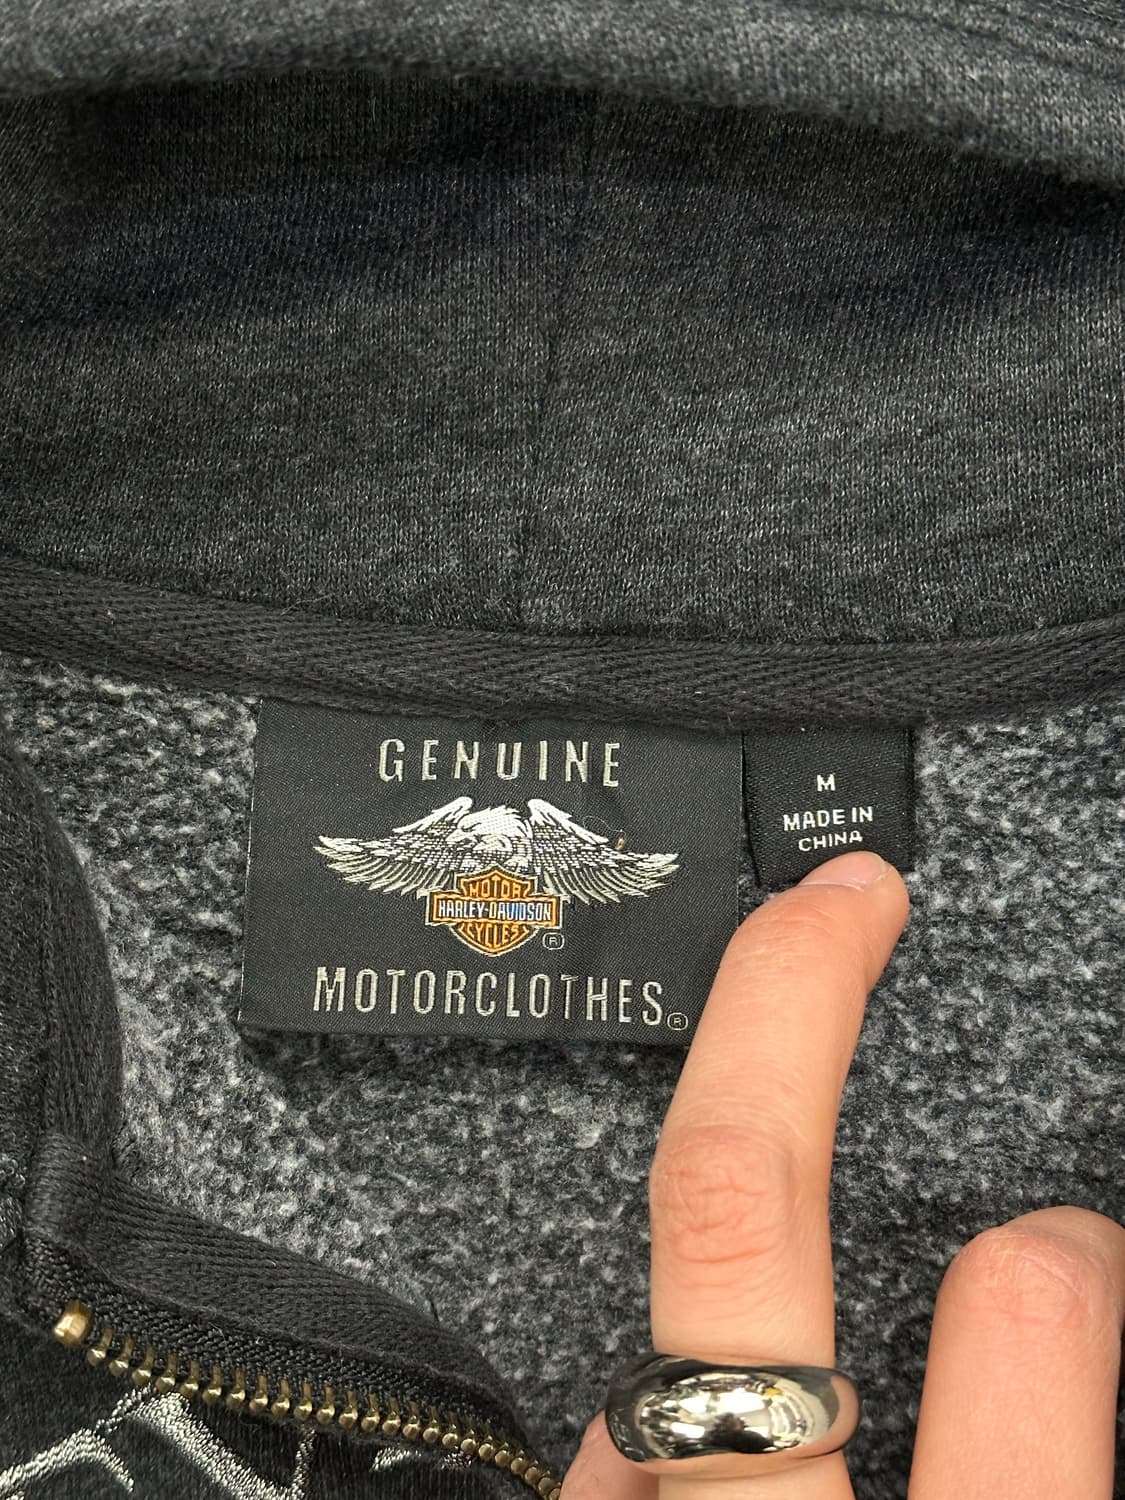 GENUINE
MOTOR
HARLEY-DAVIDSON
CYCLES
®
MOTORCLOTHES®
M
MADE IN
CHINA